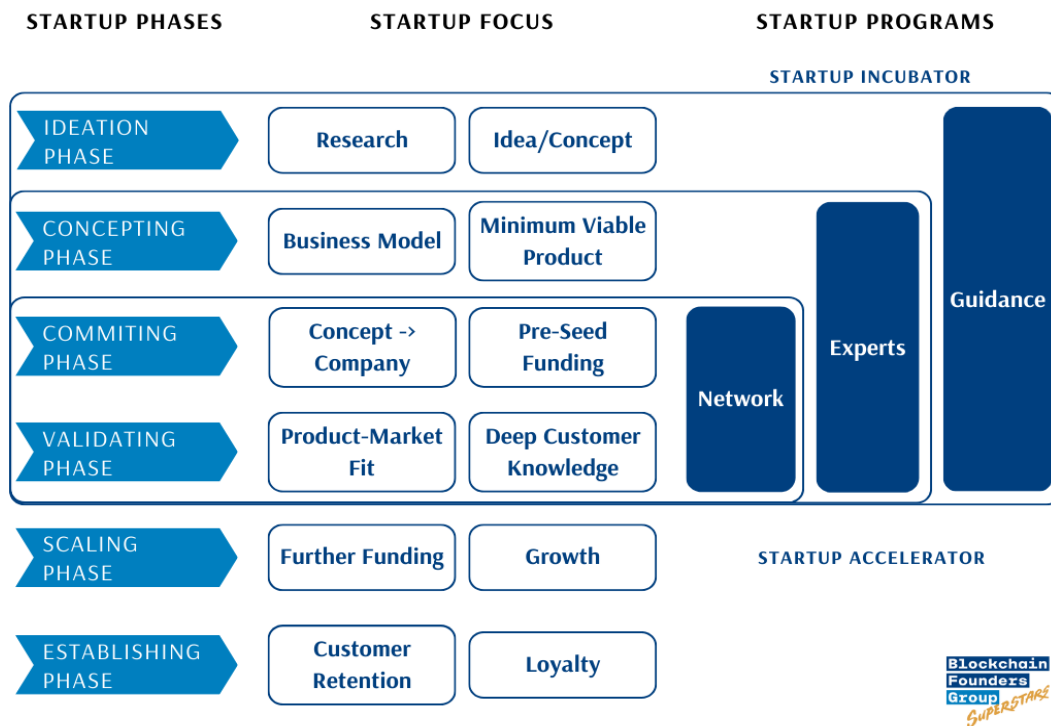 STARTUP PHASES
STARTUP FOCUS
STARTUP PROGRAMS
STARTUP INCUBATOR
IDEATION
PHASE
Research
Idea/Concept
CONCEPTING
PHASE
Business Model
Minimum Viable
Product
COMMITING
PHASE
Concept ->
Company
Pre-Seed
Funding
VALIDATING
PHASE
Product-Market
Fit
Deep Customer
Knowledge
Network
Experts
Guidance
SCALING
PHASE
Further Funding
Growth
STARTUP ACCELERATOR
ESTABLISHING
PHASE
Customer
Retention
Loyalty
Blockchain
Founders
Group
SUPERSTARS